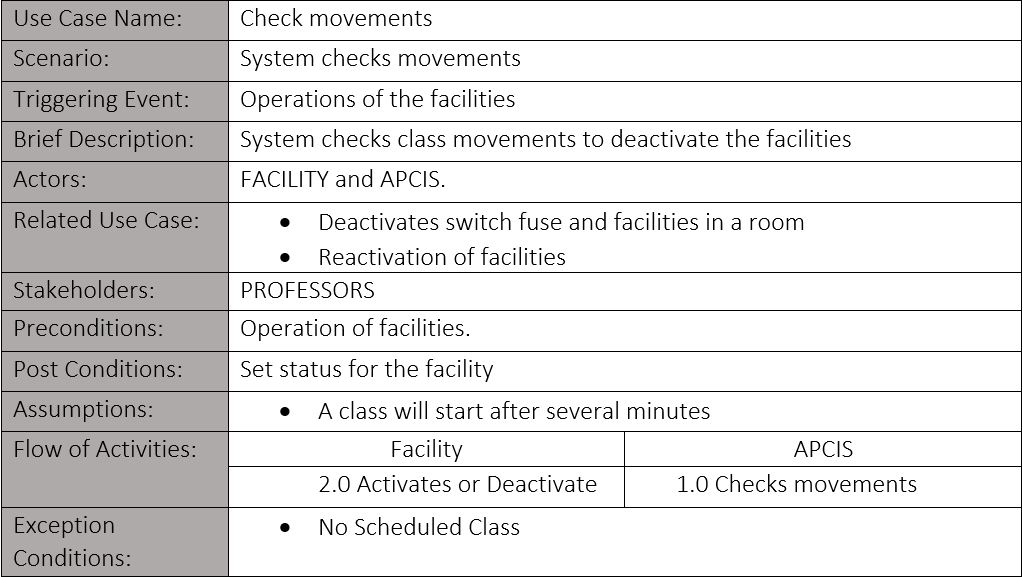 Use Case Name: Check movements
Scenario: System checks movements
Triggering Event: Operations of the facilities
Brief Description: System checks class movements to deactivate the facilities
Actors: FACILITY and APCIS.
Related Use Case: • Deactivates switch fuse and facilities in a room
• Reactivation of facilities
Stakeholders: PROFESSORS
Preconditions: Operation of facilities.
Post Conditions: Set status for the facility
Assumptions: • A class will start after several minutes
Flow of Activities: Facility APCIS
2.0 Activates or Deactivate 1.0 Checks movements
Exception • No Scheduled Class
Conditions: